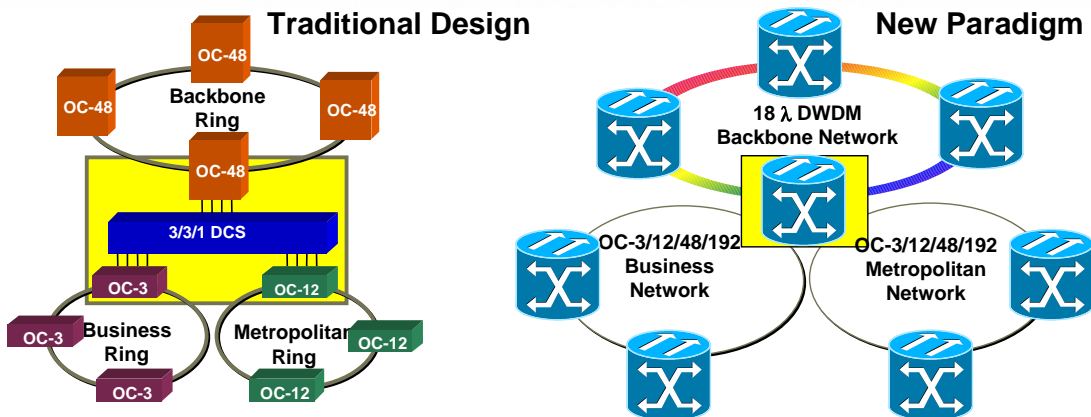 Traditional Design
OC-48
OC-48
OC-48
Backbone
Ring
OC-48
3/3/1 DCS
OC-3
OC-12
OC-3
Business
Ring
Metropolitan
Ring
OC-12
OC-3
OC-12
New Paradigm
18 λ DWDM
Backbone Network
OC-3/12/48/192
Business
Network
OC-3/12/48/192
Metropolitan
Network